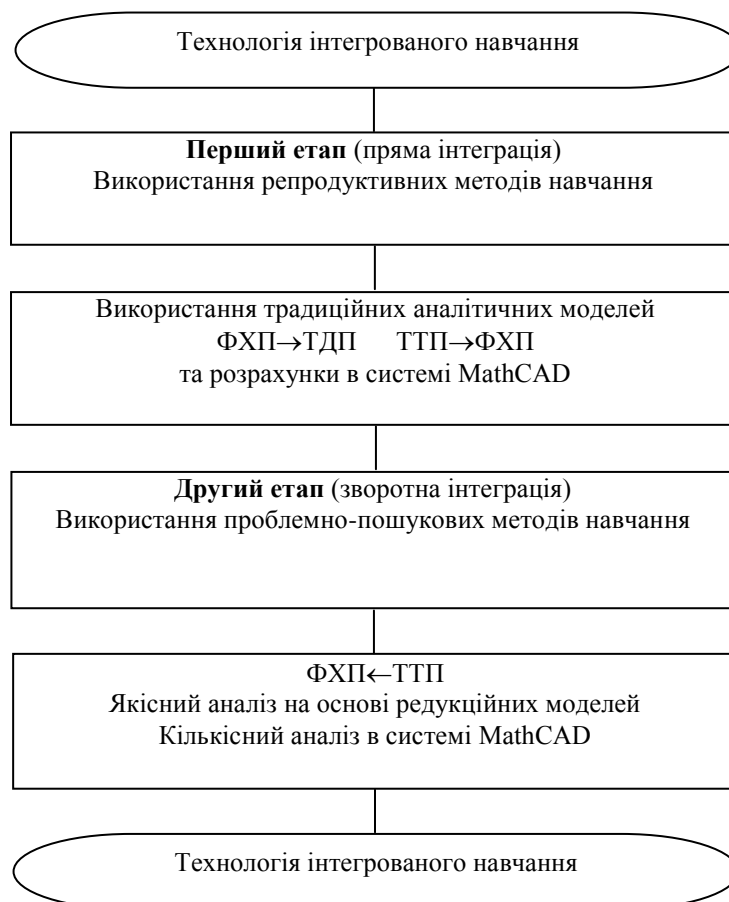 Технологія інтегрованого навчання
Перший етап (пряма інтеграція)
Використання репродуктивних методів навчання
Використання традиційних аналітичних моделей
ФХП→ТДП ТТП→ФХП
та розрахунки в системі MathCAD
Другий етап (зворотна інтеграція)
Використання проблемно-пошукових методів навчання
ФХП←ТТП
Якісний аналіз на основі редукційних моделей
Кількісний аналіз в системі MathCAD
Технологія інтегрованого навчання